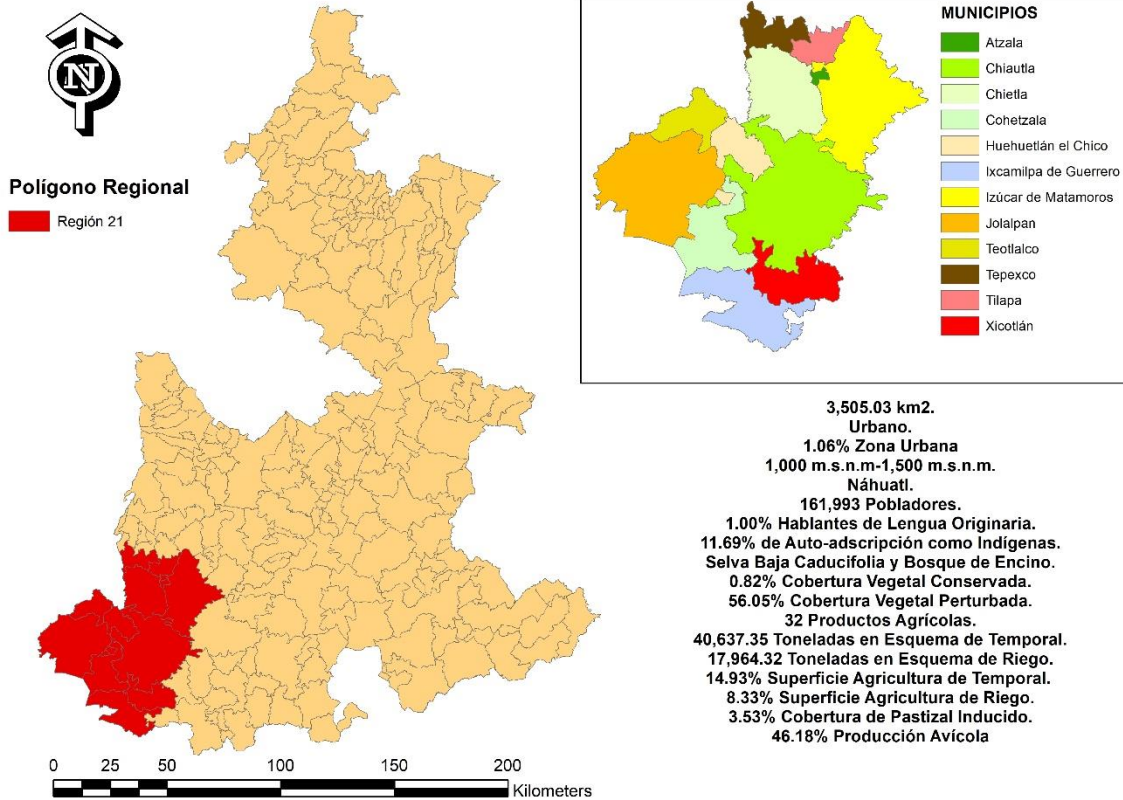 N
Polígono Regional
Región 21
MUNICIPIOS
Atzala
Chiautla
Chietla
Cohetzala
Huehuetlán el Chico
Ixcamilpa de Guerrero
Izúcar de Matamoros
Jolalpan
Teotlalco
Tepexco
Tilapa
Xicotlán
3,505.03 km2.
Urbano.
1.06% Zona Urbana
1,000 m.s.n.m-1,500 m.s.n.m.
Náhuatl.
161,993 Pobladores.
1.00% Hablantes de Lengua Originaria.
11.69% de Auto-adscripción como Indígenas.
Selva Baja Caducifolia y Bosque de Encino.
0.82% Cobertura Vegetal Conservada.
56.05% Cobertura Vegetal Perturbada.
32 Productos Agrícolas.
40,637.35 Toneladas en Esquema de Temporal.
17,964.32 Toneladas en Esquema de Riego.
14.93% Superficie Agricultura de Temporal.
8.33% Superficie Agricultura de Riego.
3.53% Cobertura de Pastizal Inducido.
46.18% Producción Avícola
0 25 50 100 150 200
Kilometers